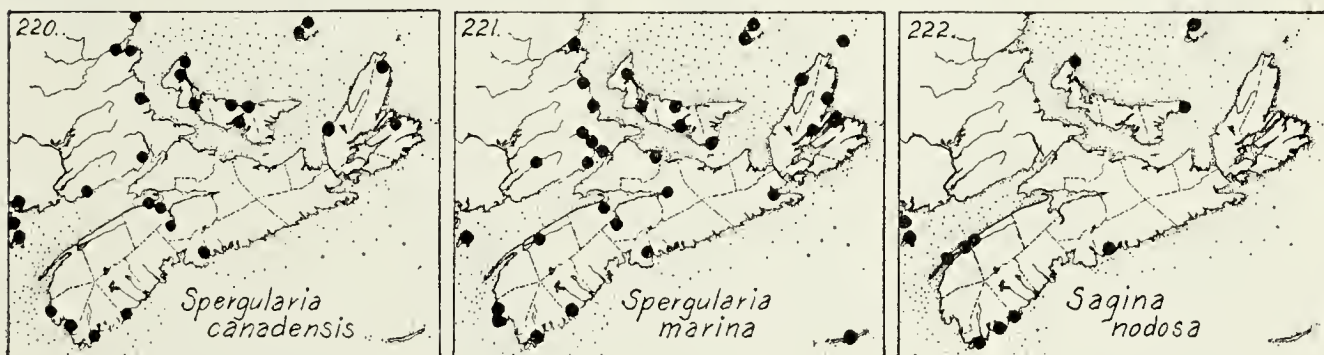 220.
Spergularia
canadensis
221.
Spergularia
marina
222.
Sagina
nodosa